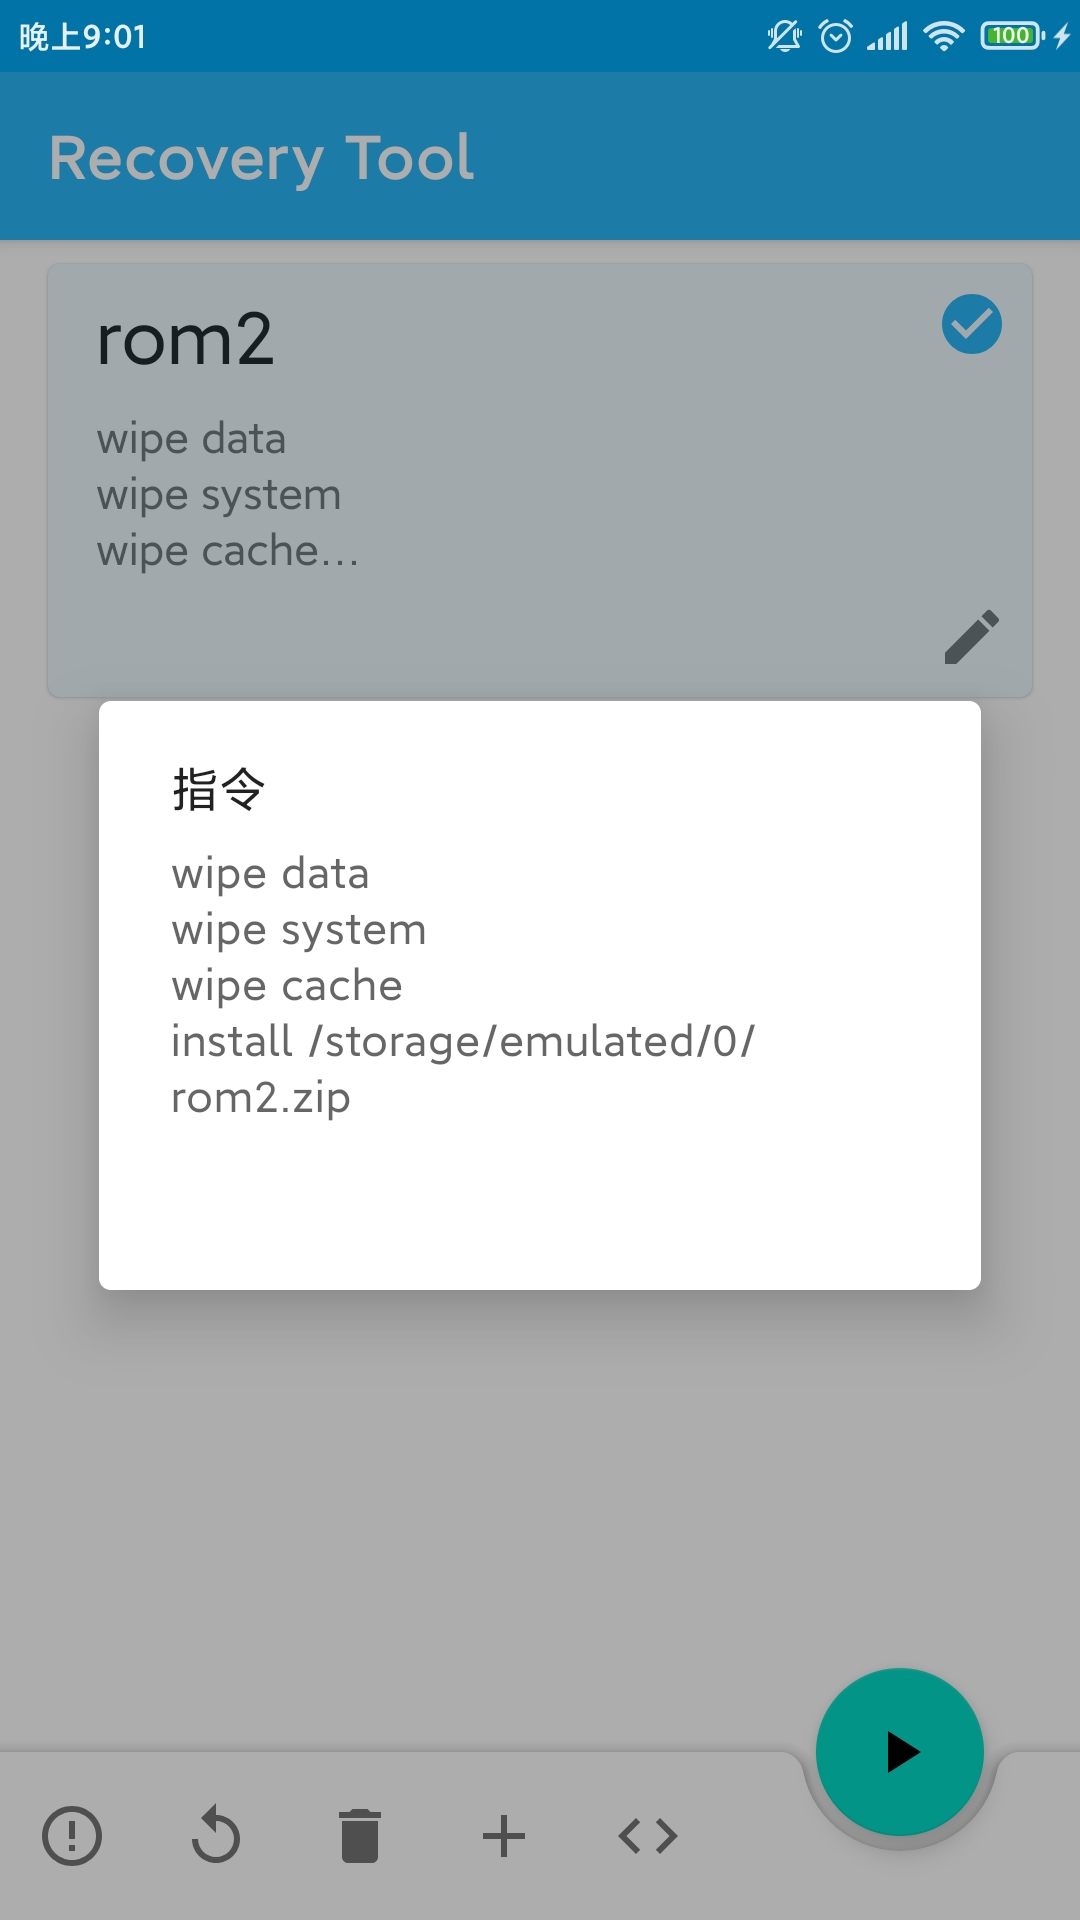 晚上9:01
100
Recovery Tool
rom2
wipe data
wipe system
wipe cache...
指令
wipe data
wipe system
wipe cache
install /storage/emulated/0/
rom2.zip